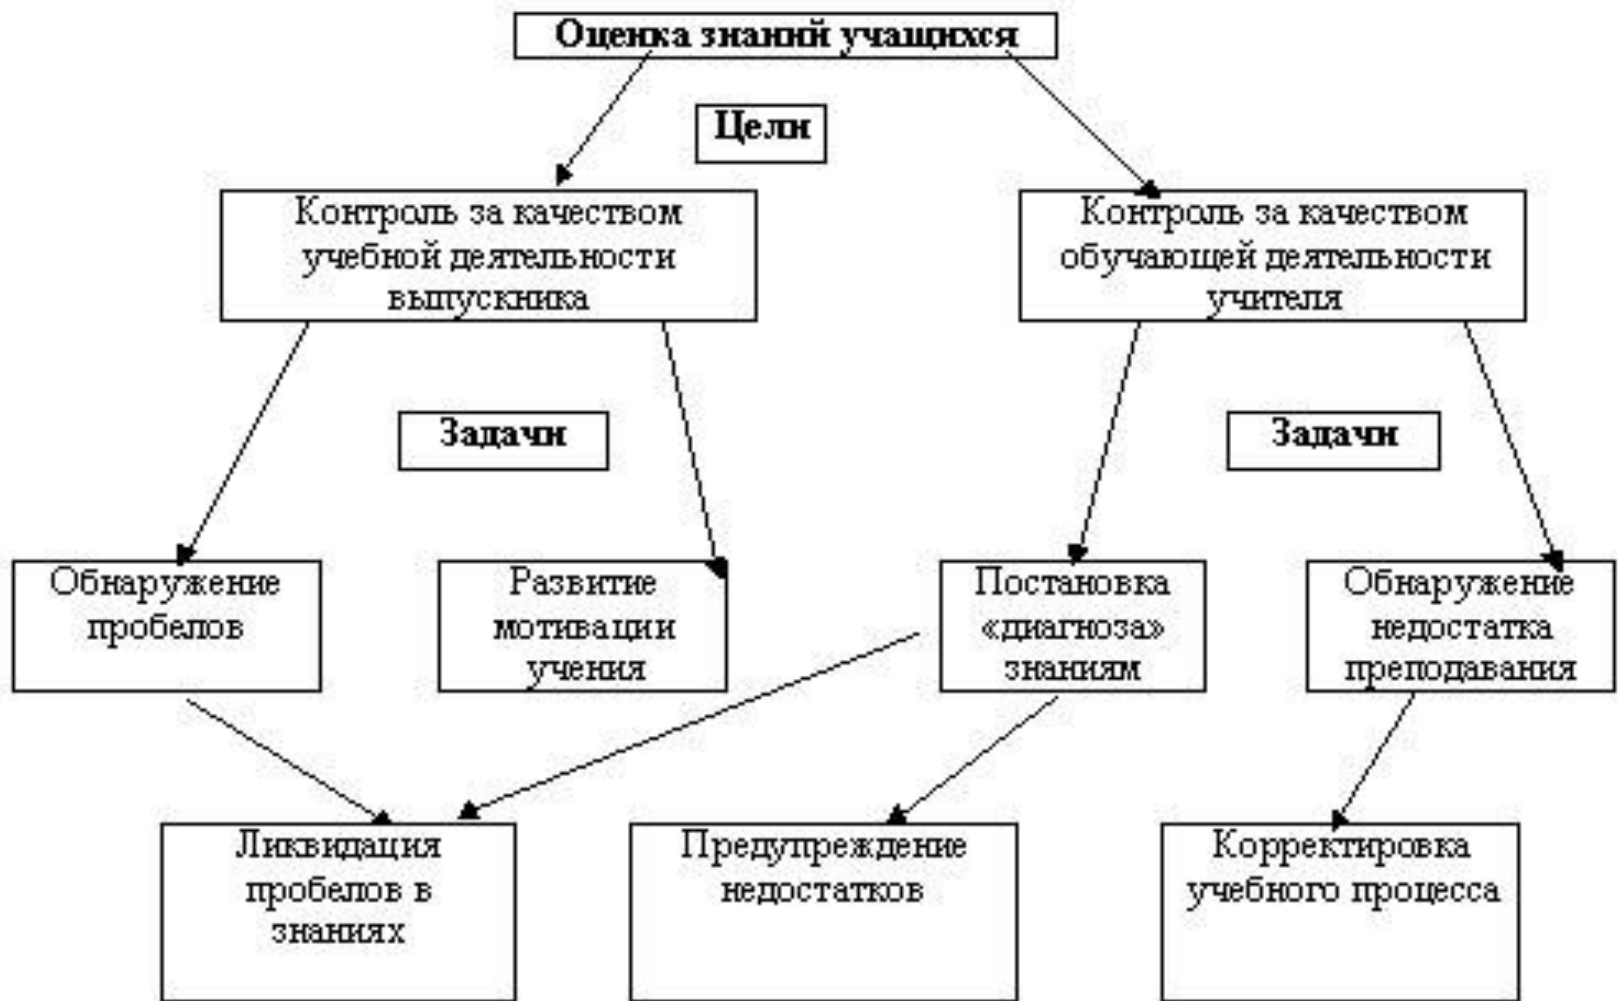 Оценка знаний учащихся
Цели
Контроль за качеством
учебной деятельности
выпускника
Контроль за качеством
обучающей деятельности
учителя
Задачи
Задачи
Обнаружение
пробелов
Развитие
мотивации
учения
Постановка
«диагноза»
знаниям
Обнаружение
недостатка
преподавания
Ликвидация
пробелов в
знаниях
Предупреждение
недостатков
Корректировка
учебного процесса